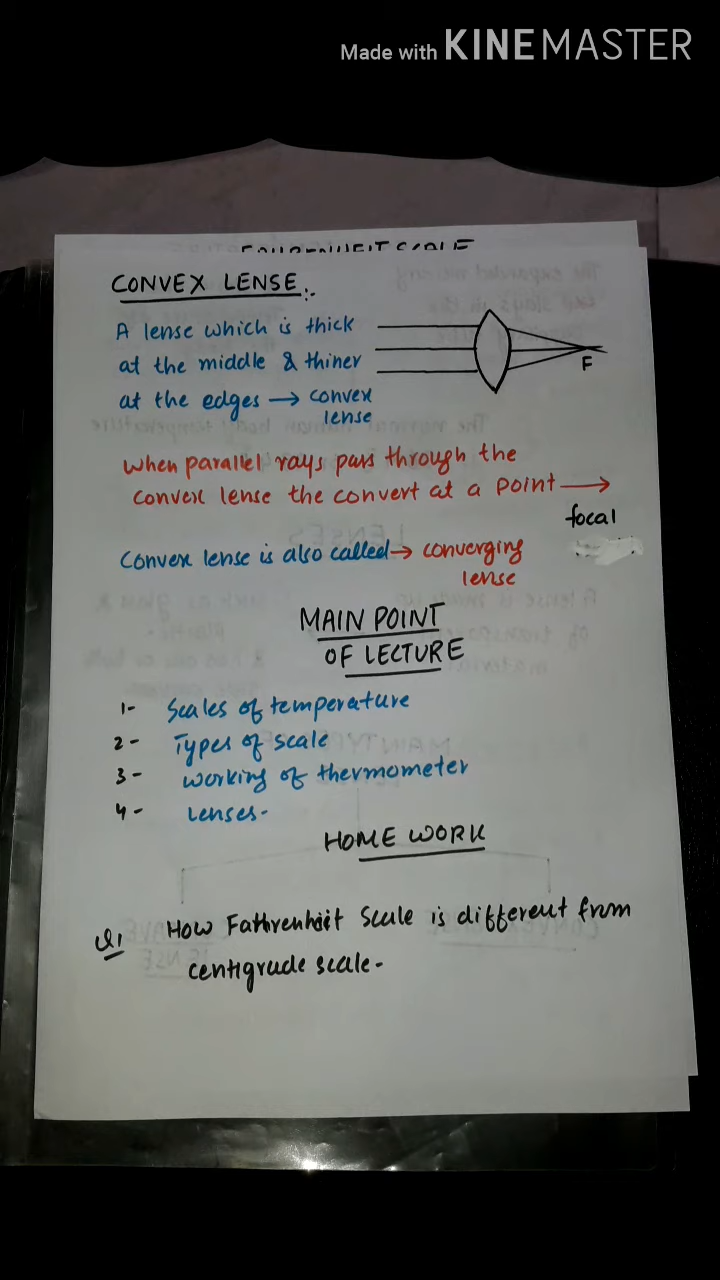 Made with KINEMASTER
FAHRENHEIT SCALE
CONVEX LENSE:.
A lense which is thick
at the middle & thiner
at the edges → convex
lense
F
when parallel rays pass through the
convex lense the convert at a point →
focal
Convex lense is also called → converging
lense
MAIN POINT
OF LECTURE
1- Scales of temperature
2- Types of scale
3- working of thermometer
4- lenses-
HOME WORK
Q1 How Fathrenheit Scale is different from
centigrade scale-